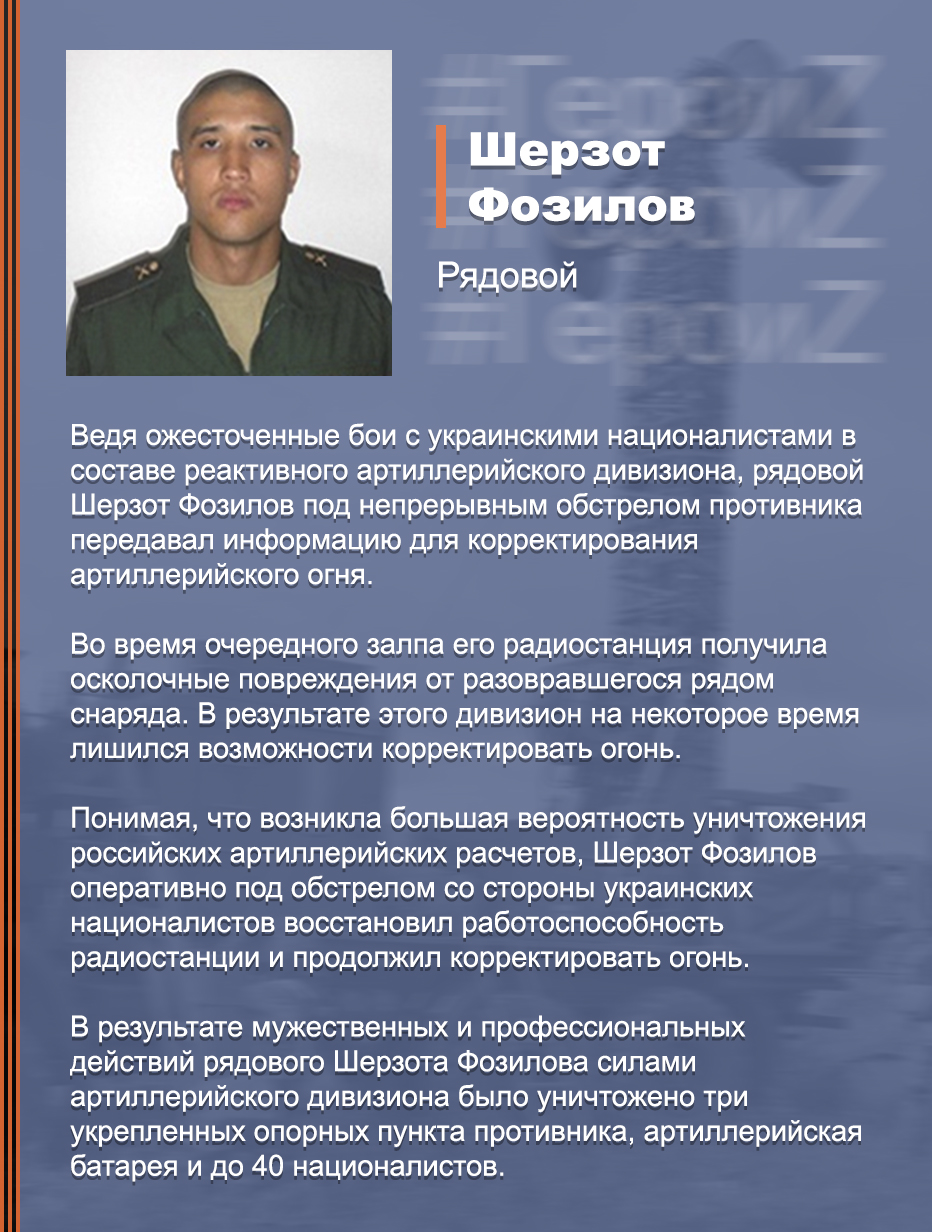 #ГероиZ
#ГероиZ
#ГероиZ
Шерзот
Фозилов
Рядовой
Ведя ожесточенные бои с украинскими националистами в
составе реактивного артиллерийского дивизиона, рядовой
Шерзот Фозилов под непрерывным обстрелом противника
передавал информацию для корректирования
артиллерийского огня.
Во время очередного залпа его радиостанция получила
осколочные повреждения от разовравшегося рядом
снаряда. В результате этого дивизион на некоторое время
лишился возможности корректировать огонь.
Понимая, что возникла большая вероятность уничтожения
российских артиллерийских расчетов, Шерзот Фозилов
оперативно под обстрелом со стороны украинских
националистов восстановил работоспособность
радиостанции и продолжил корректировать огонь.
В результате мужественных и профессиональных
действий рядового Шерзота Фозилова силами
артиллерийского дивизиона было уничтожено три
укрепленных опорных пункта противника, артиллерийская
батарея и до 40 националистов.